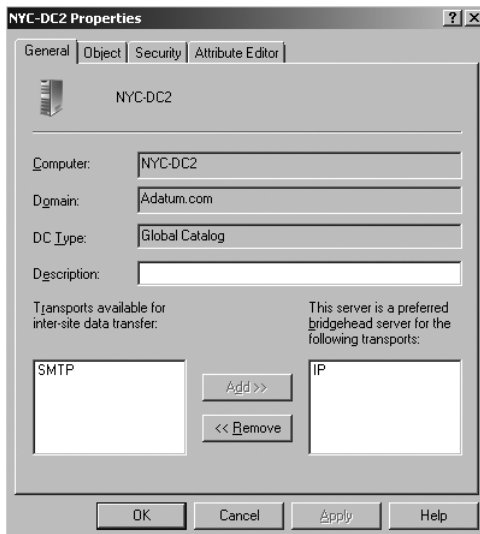 NYC-DC2 Properties
General
Object
Security
Attribute Editor
NYC-DC2
Computer:
NYC-DC2
Domain:
Adatum.com
DC Type:
Global Catalog
Description:
Transports available for
inter-site data transfer:
This server is a preferred
bridgehead server for the
following transports:
SMTP
Add >>
<< Remove
IP
OK
Cancel
Apply
Help